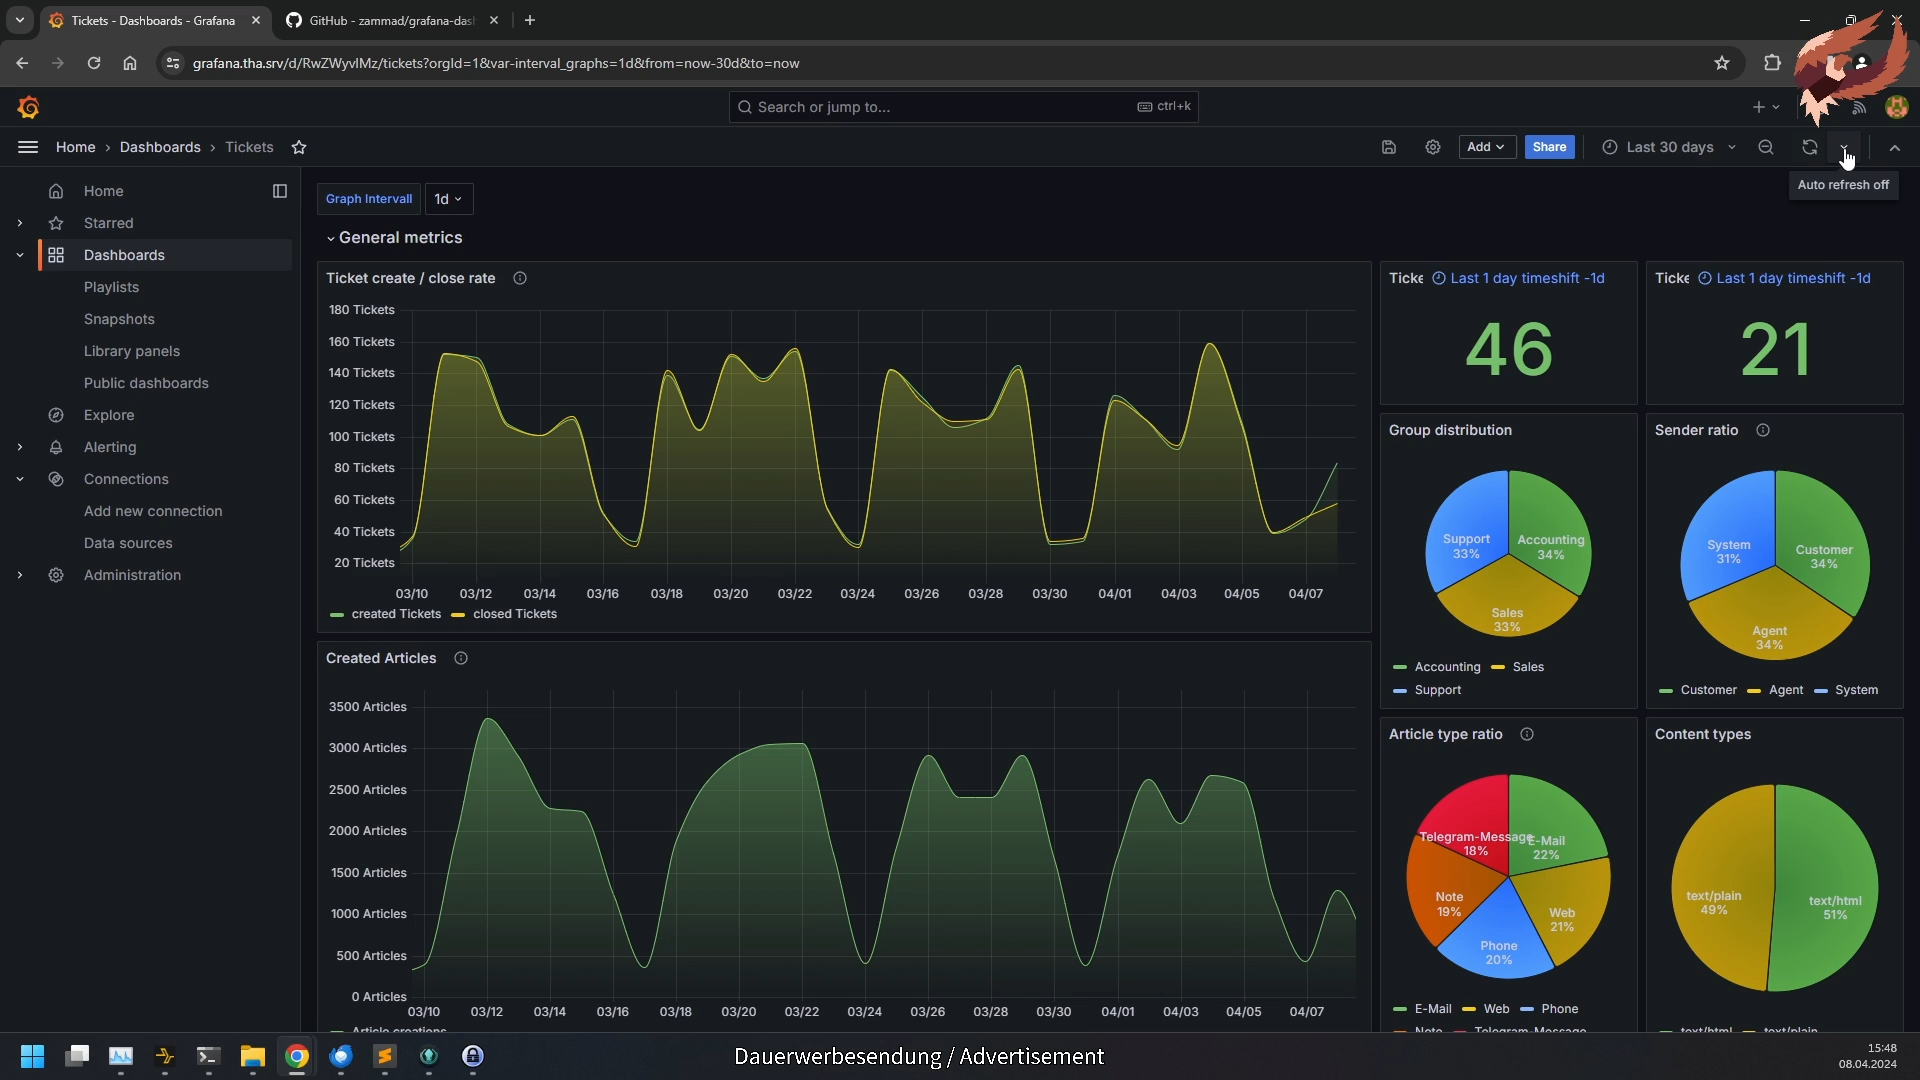 Tickets - Dashboards - Grafana
GitHub - zammad/grafana-das
grafana.tha.srv/d/RwZWyvlMz/tickets?orgId=1&var-interval_graphs=1d&from=now-30d&to=now
Search or jump to...
ctrl+k
Home › Dashboards › Tickets
Add
Share
Last 30 days
Auto refresh off
Home
Starred
Dashboards
Playlists
Snapshots
Library panels
Public dashboards
Explore
Alerting
Connections
Add new connection
Data sources
Administration
Graph Intervall
1d
General metrics
Ticket create / close rate
180 Tickets
160 Tickets
140 Tickets
120 Tickets
100 Tickets
80 Tickets
60 Tickets
40 Tickets
20 Tickets
03/10 03/12 03/14 03/16 03/18 03/20 03/22 03/24 03/26 03/28 03/30 04/01 04/03 04/05 04/07
created Tickets closed Tickets
Ticke Last 1 day timeshift -1d
46
Ticke Last 1 day timeshift -1d
21
Group distribution
Support
33%
Accounting
34%
Sales
33%
Accounting Sales
Support
Sender ratio
System
31%
Customer
34%
Agent
34%
Customer Agent System
Created Articles
3500 Articles
3000 Articles
2500 Articles
2000 Articles
1500 Articles
1000 Articles
500 Articles
0 Articles
03/10 03/12 03/14 03/16 03/18 03/20 03/22 03/24 03/26 03/28 03/30 04/01 04/03 04/05 04/07
Article creations
Article type ratio
Telegram-Message
18%
E-Mail
22%
Note
19%
Web
21%
Phone
20%
E-Mail Web Phone
Note Telegram-Message
Content types
text/plain
49%
text/html
51%
text/html text/plain
Dauerwerbesendung / Advertisement
15:48
08.04.2024